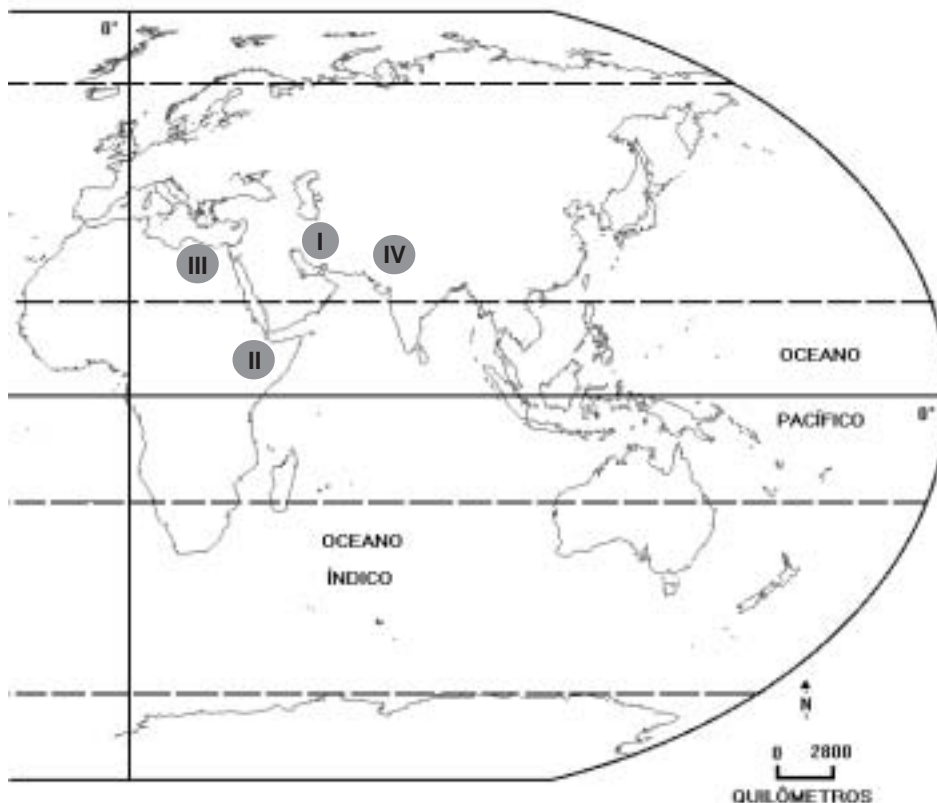 0°
I
IV
III
II
OCEANO
PACÍFICO
0°
OCEANO
ÍNDICO
N
0 2800
QUILÔMETROS